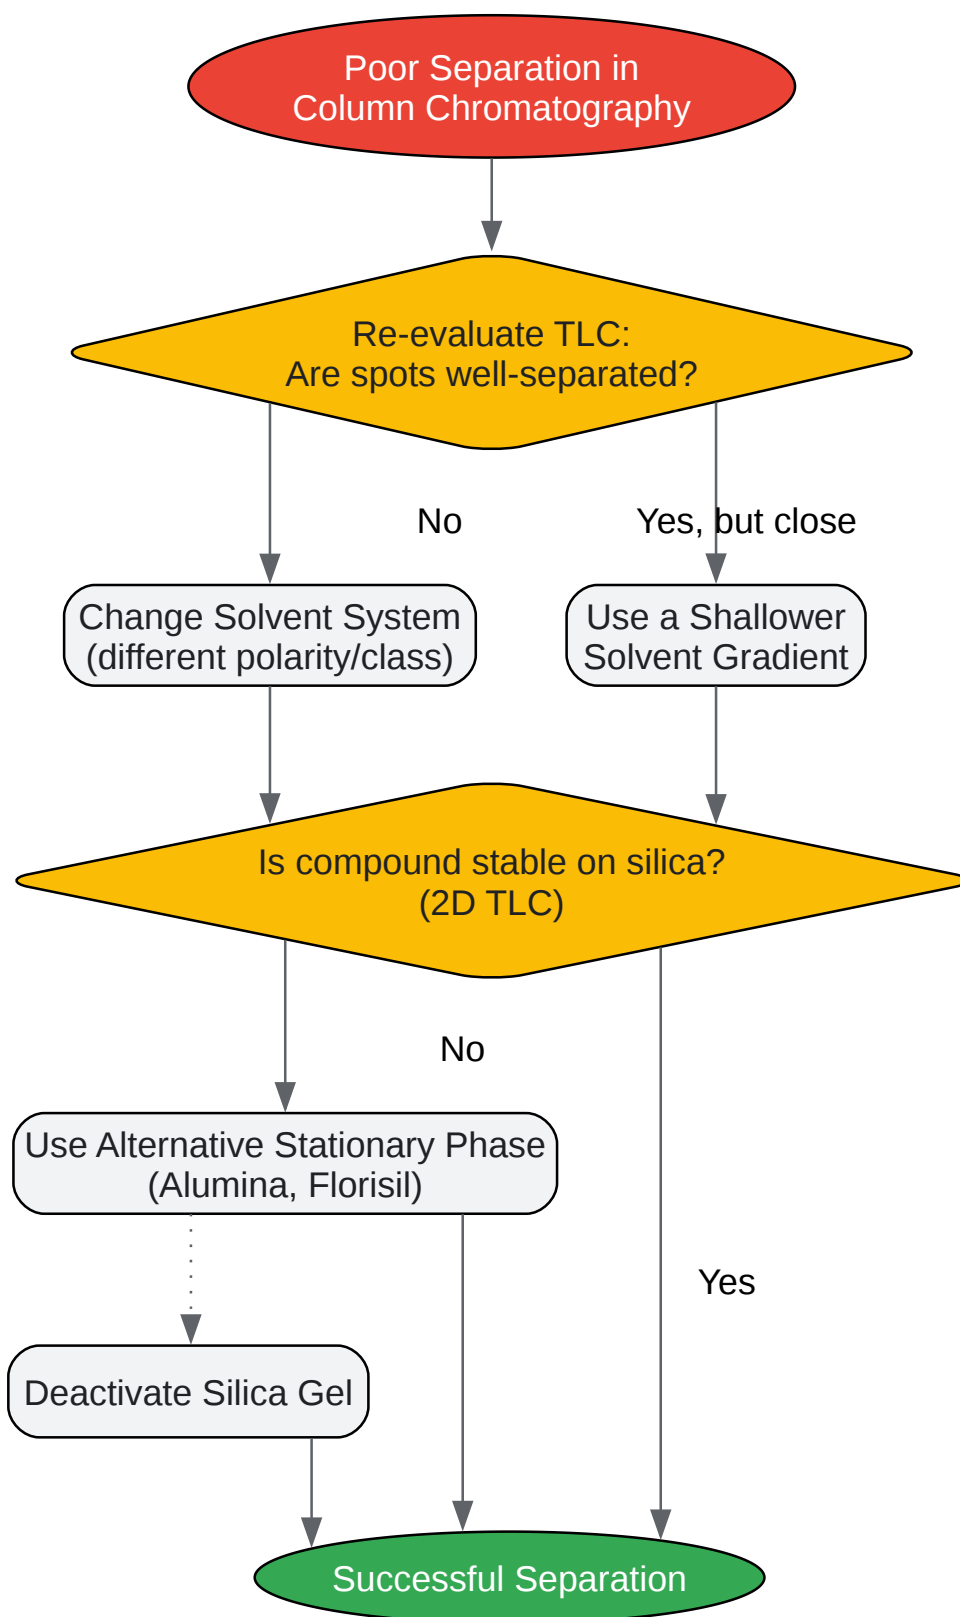 Poor Separation in
Column Chromatography
Re-evaluate TLC:
Are spots well-separated?
No
Yes, but close
Change Solvent System
(different polarity/class)
Use a Shallower
Solvent Gradient
Is compound stable on silica?
(2D TLC)
No
Use Alternative Stationary Phase
(Alumina, Florisil)
Yes
Deactivate Silica Gel
Successful Separation